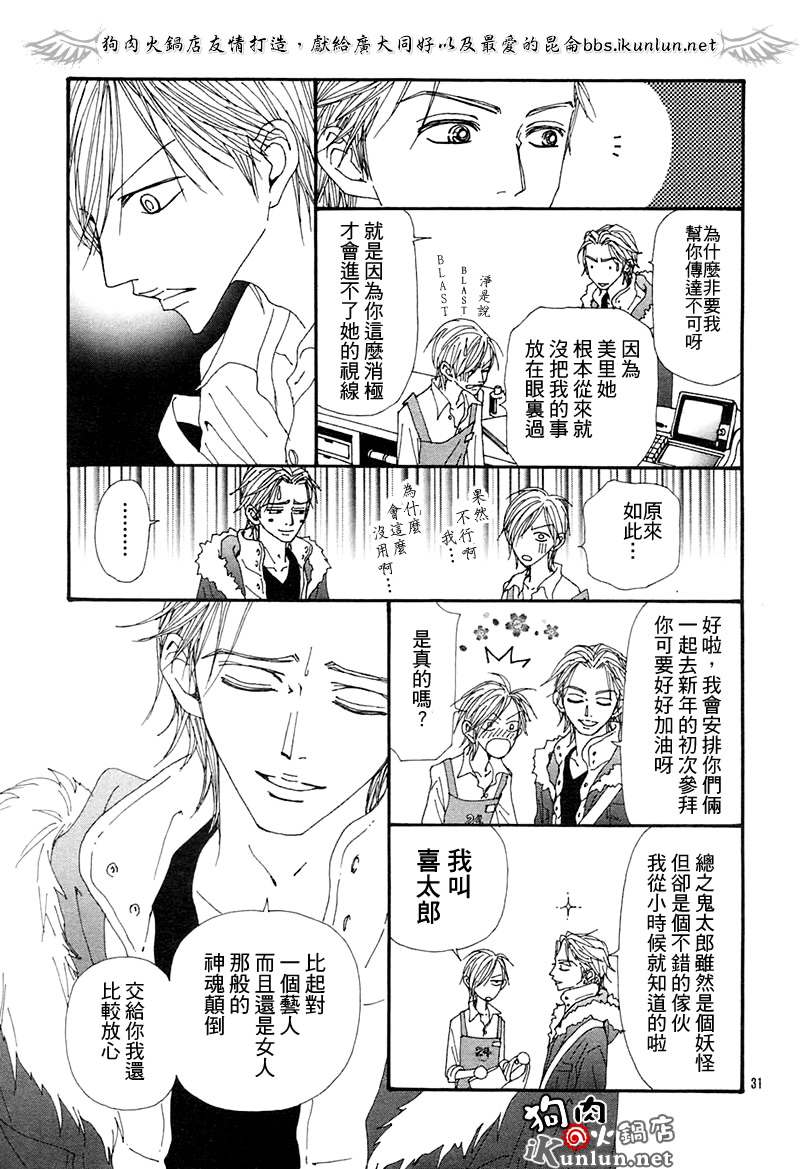 狗肉火鍋店友情打造，獻給廣大同好以及最愛的昆侖bbs.ikunlun.net
為什麼非要我
幫你傳達不可呀
因為
美里她
根本從來就
沒把我的事
放在眼裏過
淨是說
BLAST
BLAST
就是因為你這麼消極
才會進不了她的視線
原來
如此…
果然
不行啊
我…
為什麼
會這麼
沒用啊…
……
好啦，我會安排你們倆
一起去新年的初次參拜
你可要好好加油呀
是真的嗎？
24
總之鬼太郎雖然是個妖怪
但卻是個不錯的傢伙
我從小時候就知道的啦
我叫
喜太郎
24
比起對
一個藝人
而且還是女人
那般的
神魂顛倒
交給你我還
比較放心
31
狗肉@火鍋店
iKunlun.net